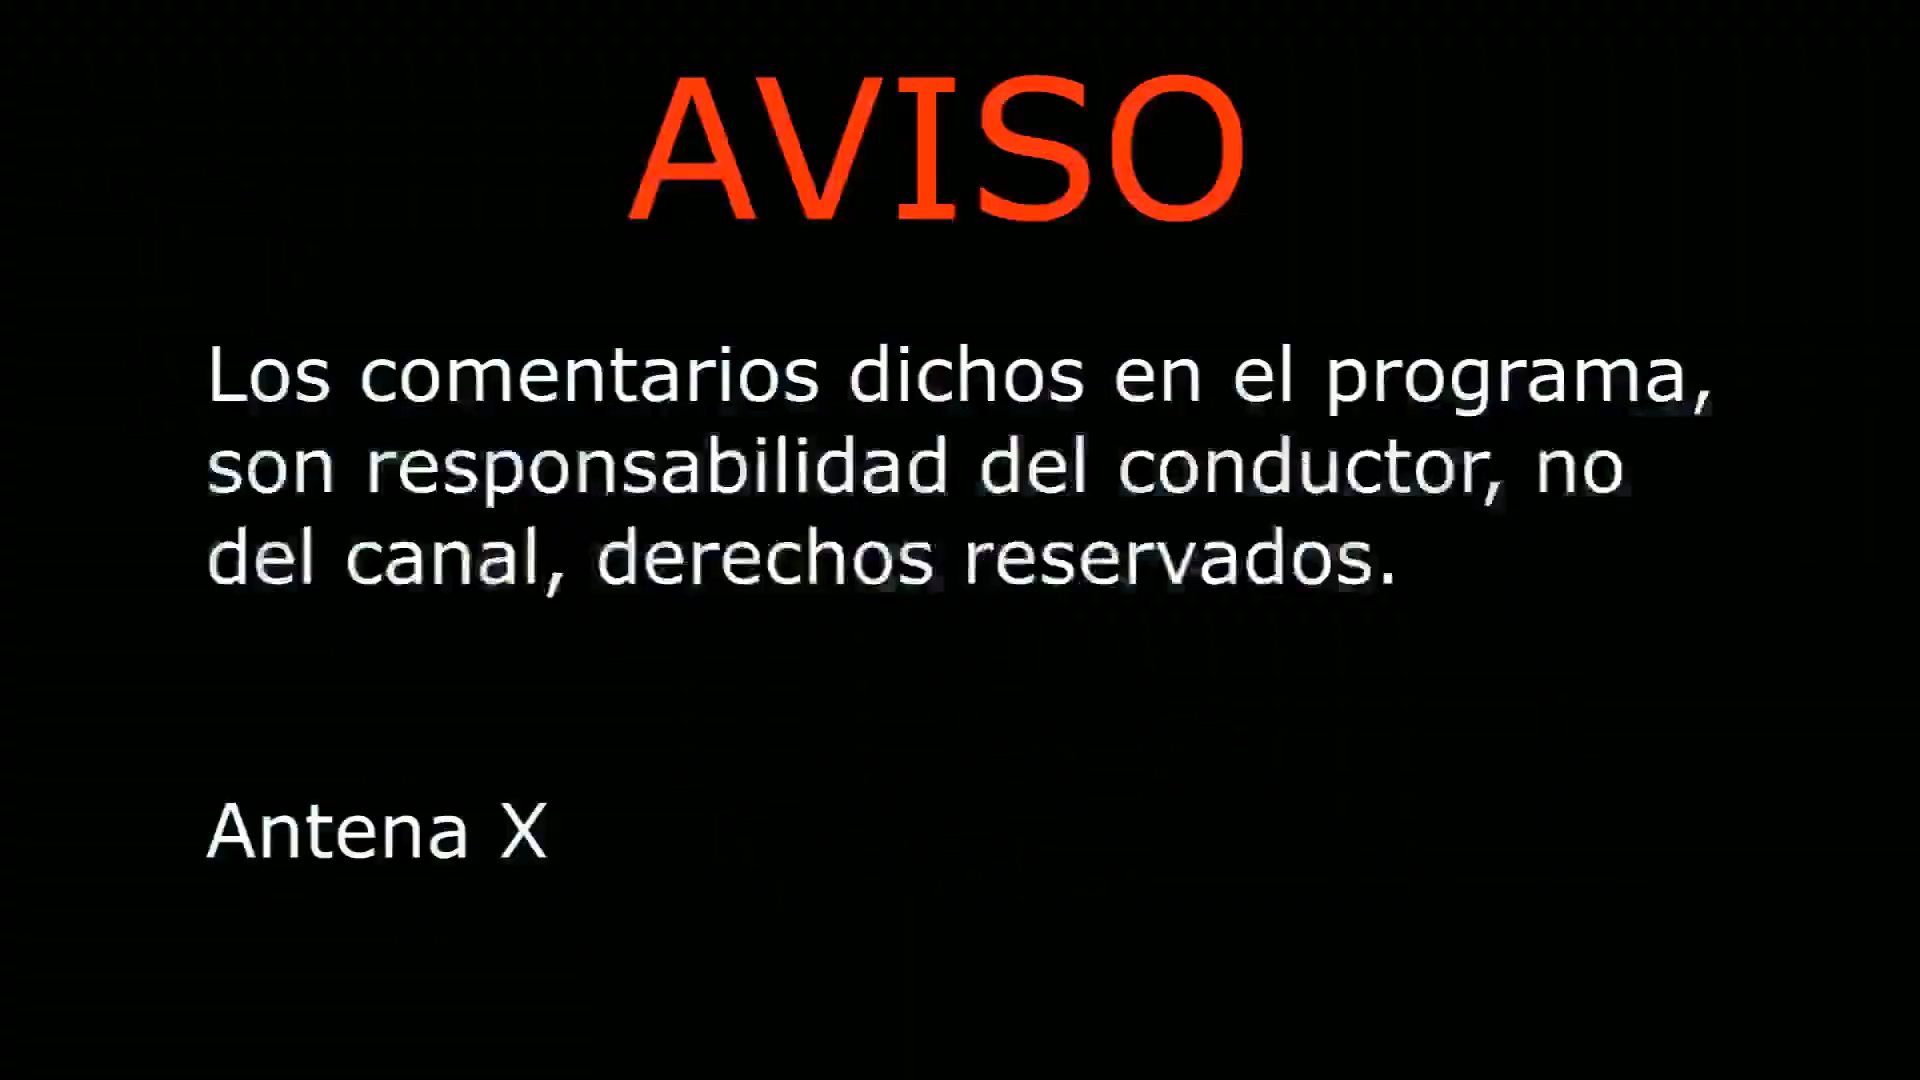 AVISO
Los comentarios dichos en el programa,
son responsabilidad del conductor, no
del canal, derechos reservados.
Antena X